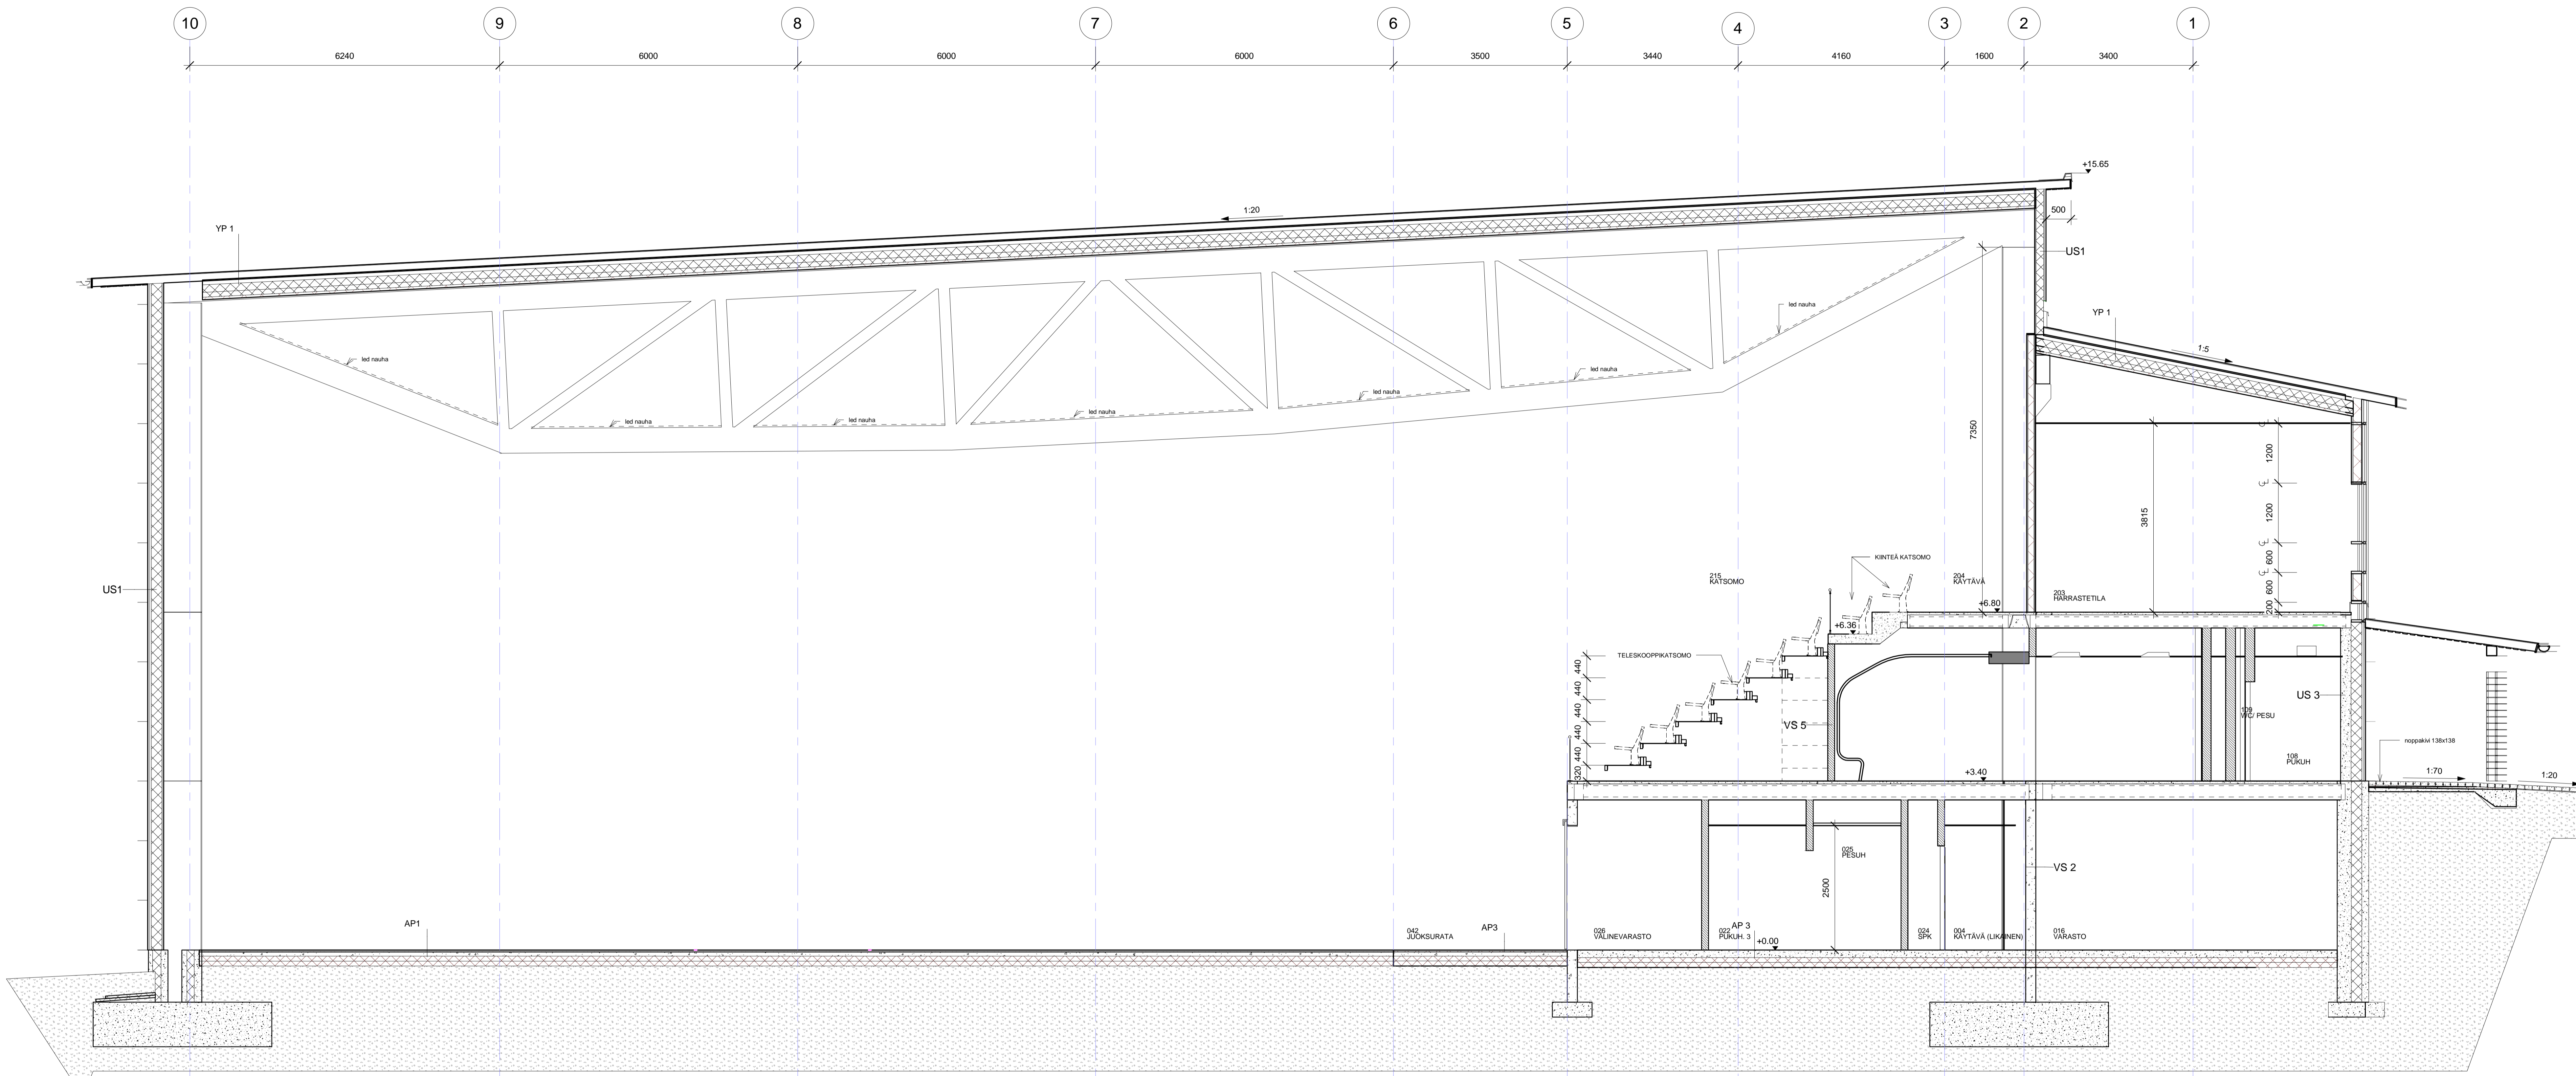 10
9
8
7
6
5
4
3
2
1
6240
6000
6000
6000
3500
3440
4160
1600
3400
+15.65
1:20
500
YP 1
US1
YP 1
1:5
led nauha
led nauha
led nauha
led nauha
led nauha
led nauha
led nauha
7350
3815
1200
1200
600
600
200
US1
KIINTEÄ KATSOMO
215
KATSOMO
204
KÄYTÄVÄ
203
HARRASTETILA
+6.80
+6.36
TELESKOOPPIKATSOMO
440
440
440
440
440
320
VS 5
US 3
109
WC/ PESU
108
PUKUH
noppakivi 138x138
1:70
1:20
+3.40
025
PESUH
2500
VS 2
AP1
042
JUOKSURATA
AP3
026
VÄLINEVARASTO
022
PUKUH. 3
AP 3
+0.00
024
SPK
004
KÄYTÄVÄ (LIKAINEN)
016
VARASTO